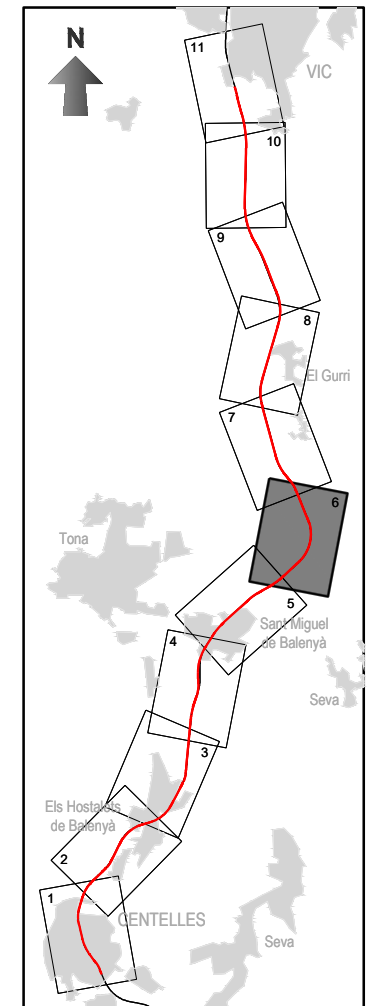 N
11
VIC
10
9
8
El Gurri
7
6
Tona
5
Sant Miguel
de Balenyà
4
Seva
3
Els Hostalets
de Balenyà
2
1
CENTELLES
Seva